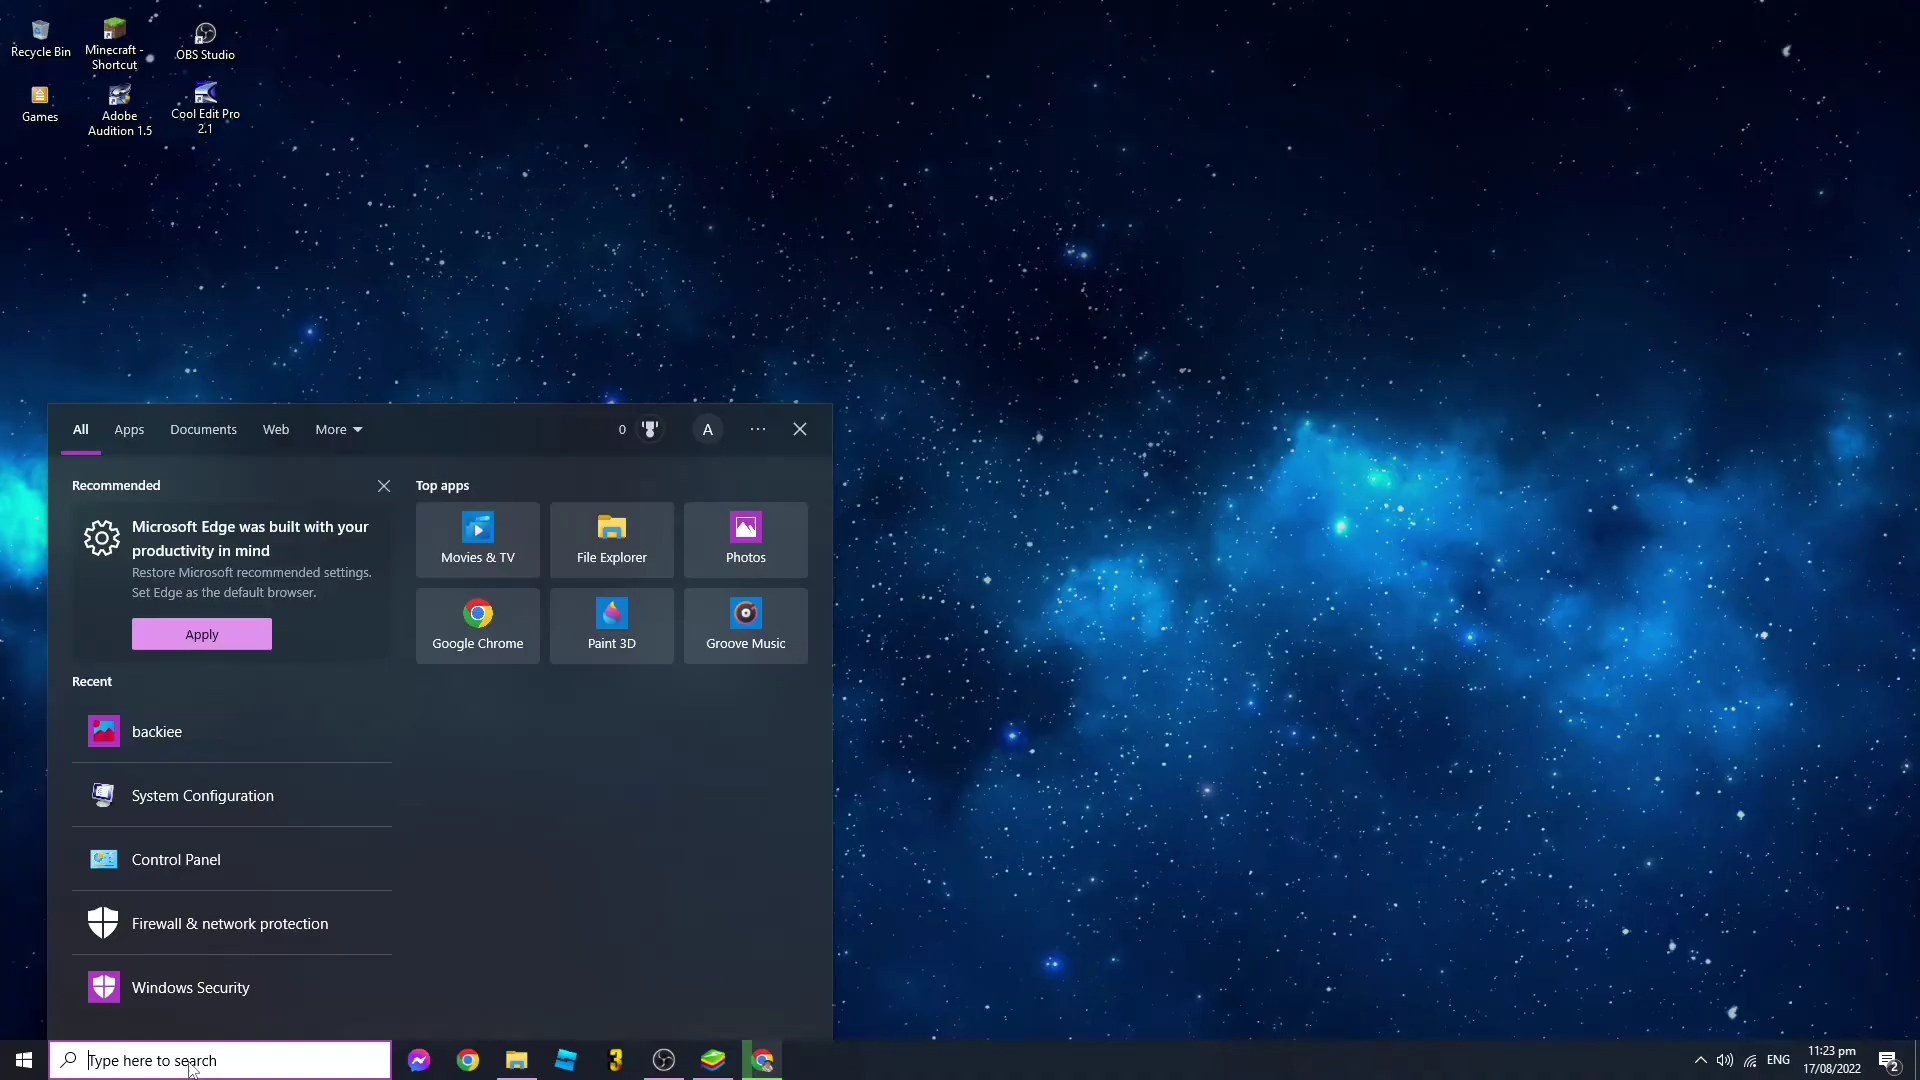 Recycle Bin
Minecraft -
Shortcut
OBS Studio
Games
Adobe
Audition 1.5
Cool Edit Pro
2.1
All
Apps
Documents
Web
More
0
A
Recommended
Microsoft Edge was built with your
productivity in mind
Restore Microsoft recommended settings.
Set Edge as the default browser.
Apply
Top apps
Movies & TV
File Explorer
Photos
Google Chrome
Paint 3D
Groove Music
Recent
backiee
System Configuration
Control Panel
Firewall & network protection
Windows Security
Type here to search
3
ENG
11:23 pm
17/08/2022
2